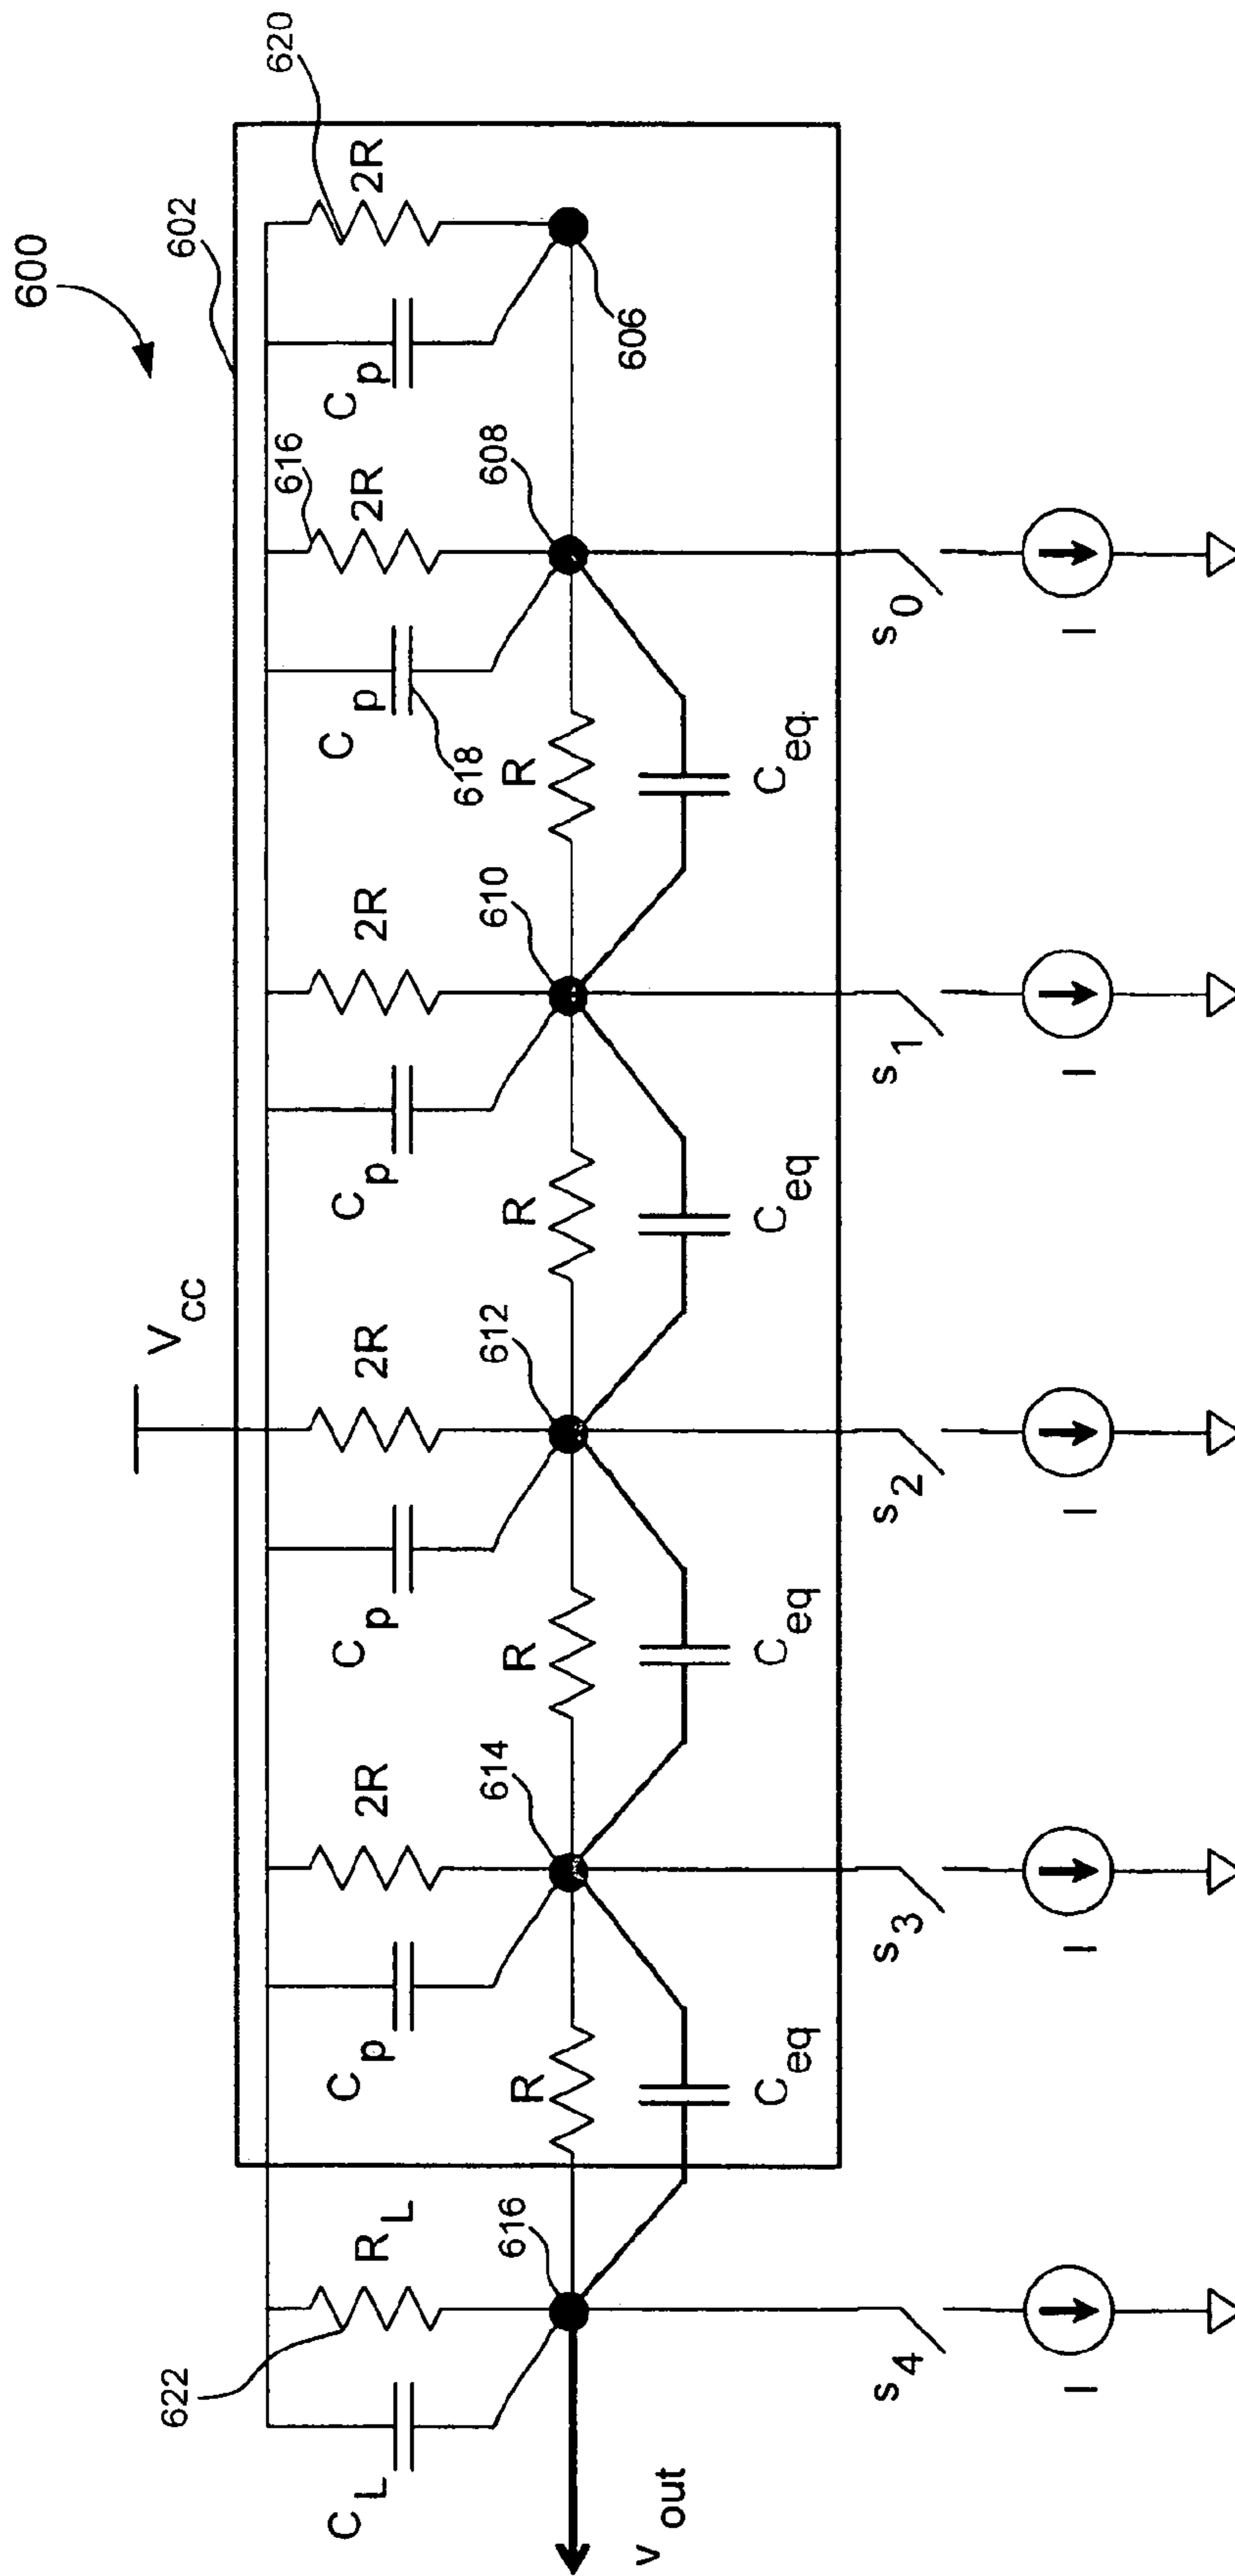 600
602
620
V_CC
2R
616
2R
2R
2R
2R
622
R_L
C_p
C_p
C_p
C_p
C_p
C_L
618
606
608
610
612
614
616
R
R
R
R
v_out
C_eq
C_eq
C_eq
C_eq
s_0
s_1
s_2
s_3
s_4
I
I
I
I
I